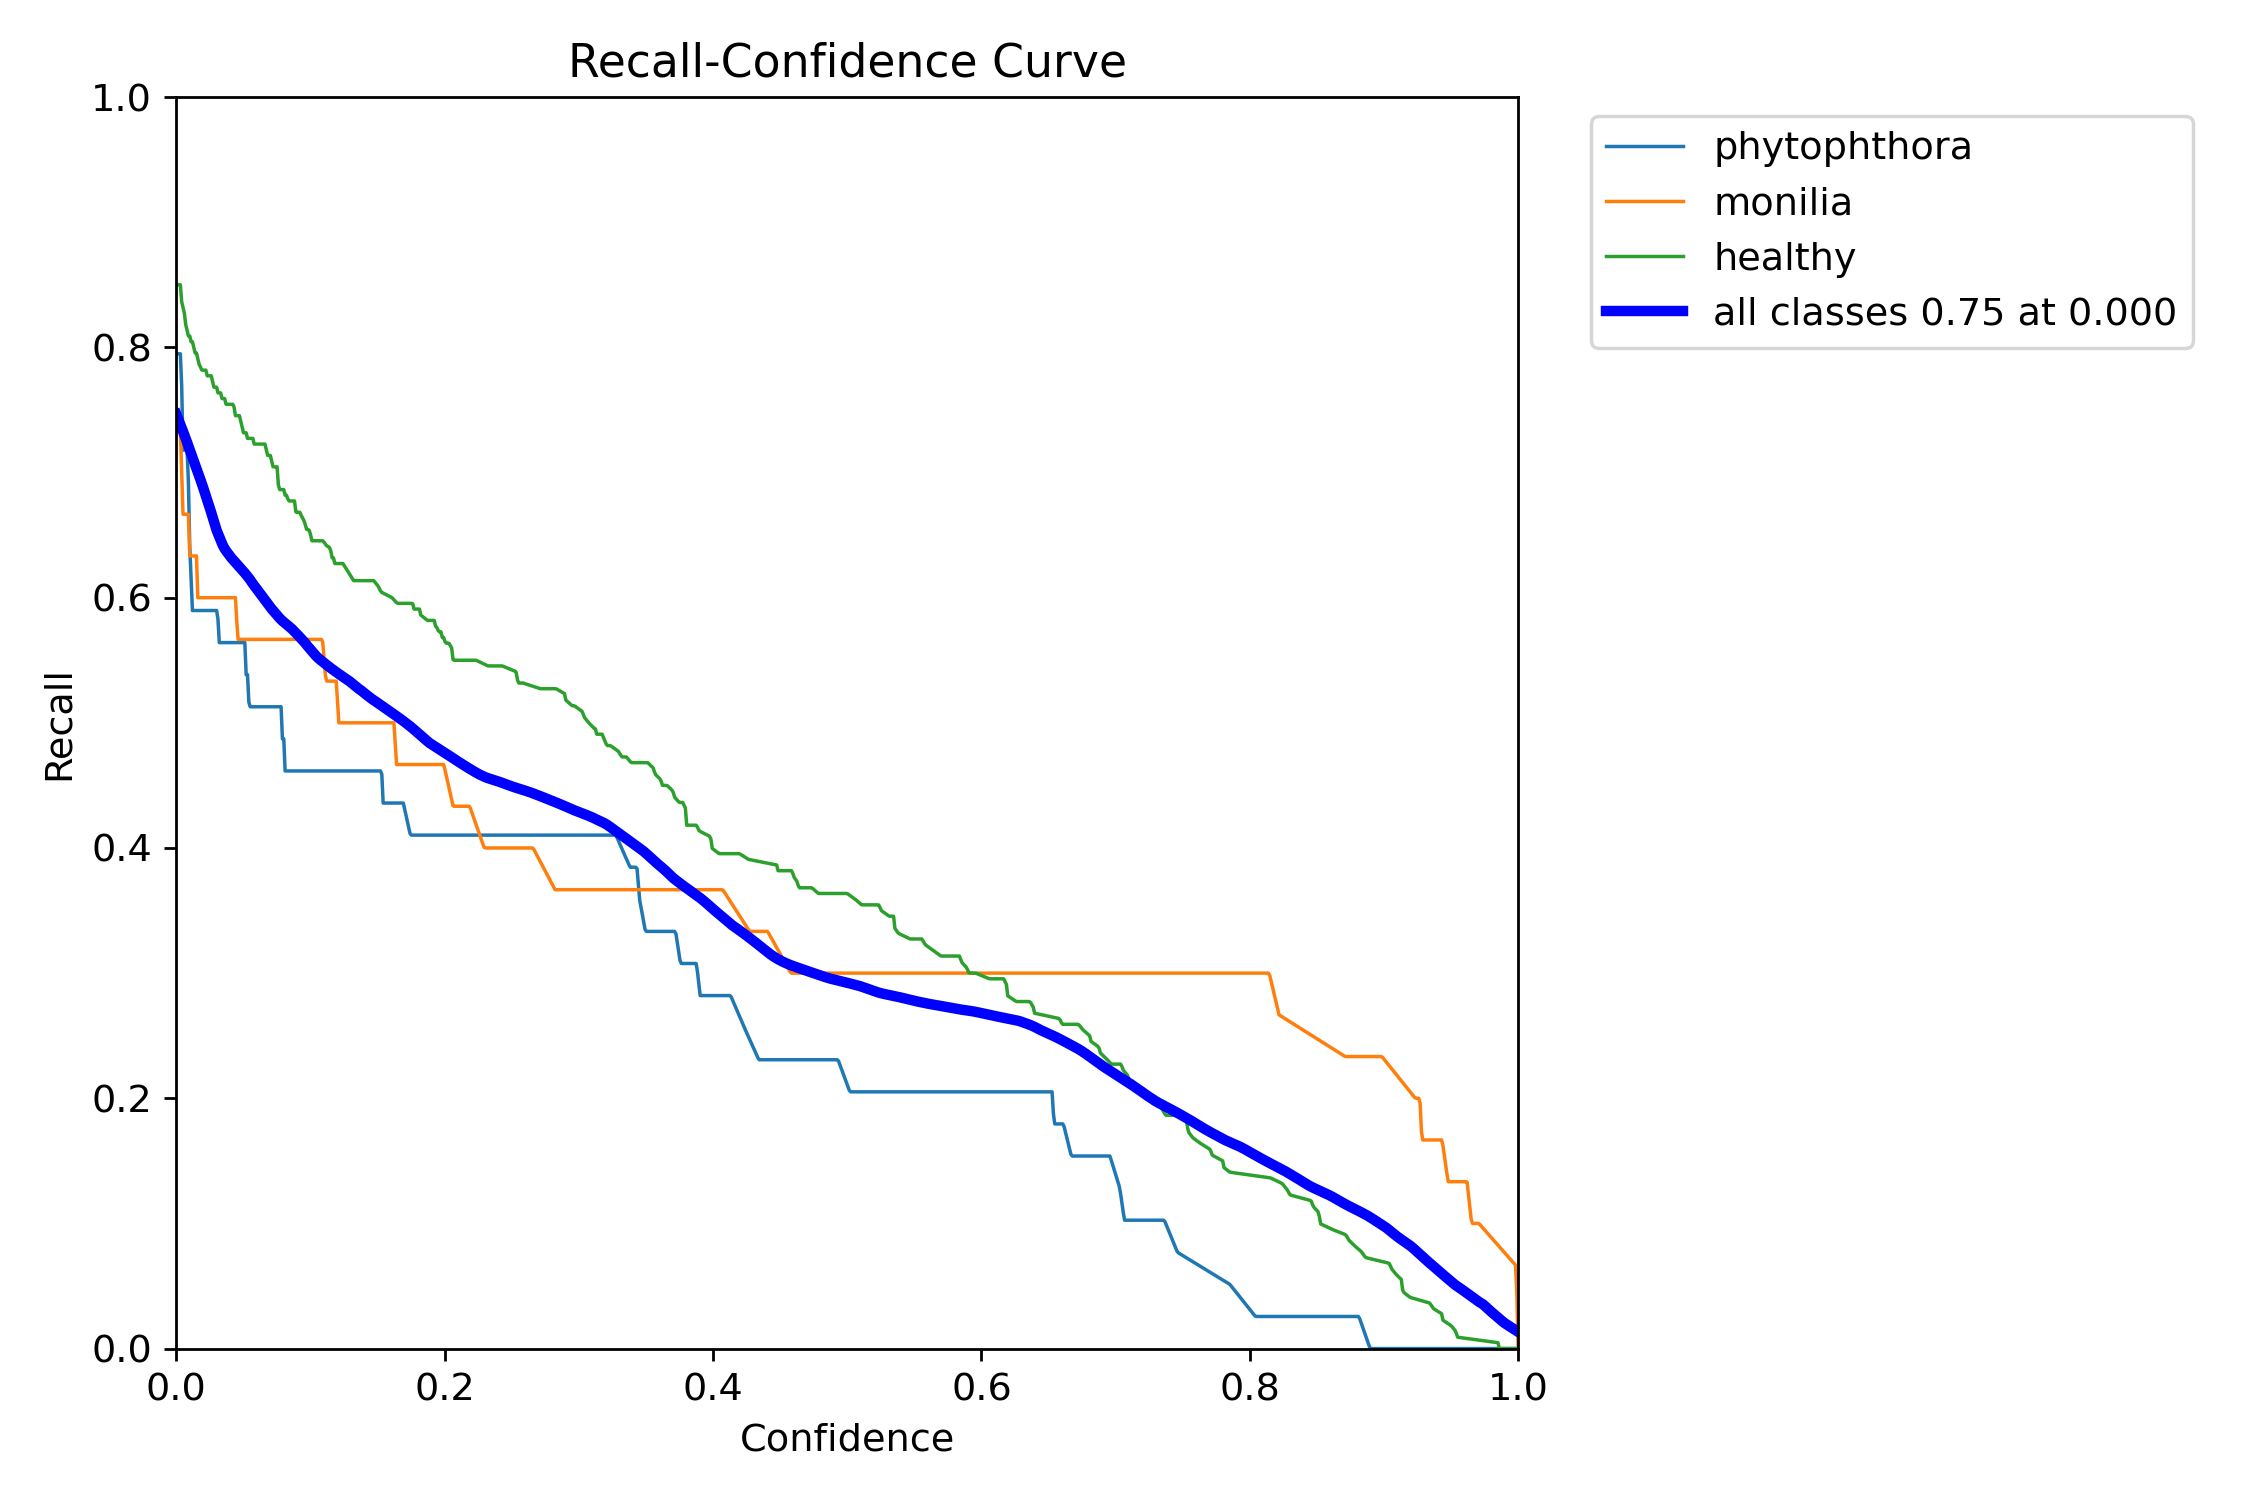 Recall-Confidence Curve
1.0
0.8
0.6
0.4
0.2
0.0
Recall
0.0 0.2 0.4 0.6 0.8 1.0
Confidence
phytophthora
monilia
healthy
all classes 0.75 at 0.000